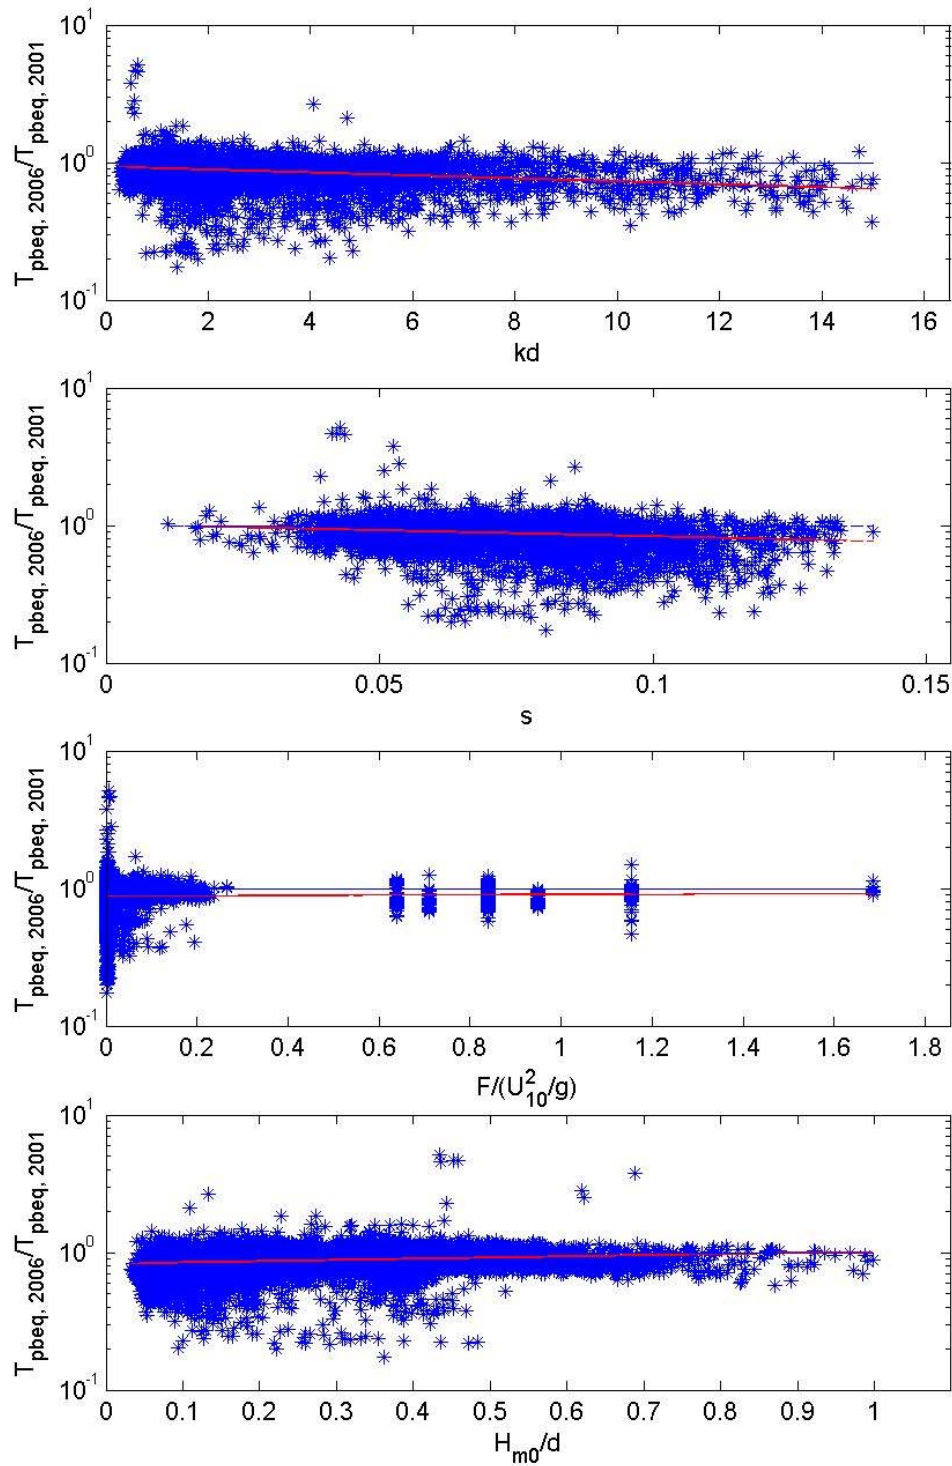 10^1
10^0
10^-1
T_pbeq, 2006/T_pbeq, 2001
0 2 4 6 8 10 12 14 16
kd
10^1
10^0
10^-1
T_pbeq, 2006/T_pbeq, 2001
0 0.05 0.1 0.15
s
10^1
10^0
10^-1
T_pbeq, 2006/T_pbeq, 2001
0 0.2 0.4 0.6 0.8 1 1.2 1.4 1.6 1.8
F/(U_10^2/g)
10^1
10^0
10^-1
T_pbeq, 2006/T_pbeq, 2001
0 0.1 0.2 0.3 0.4 0.5 0.6 0.7 0.8 0.9 1
H_m0/d